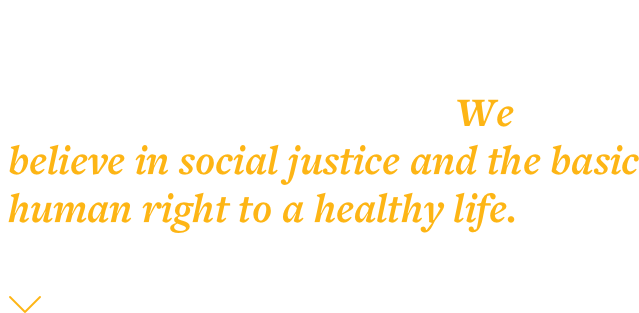 We
believe in social justice and the basic
human right to a healthy life.